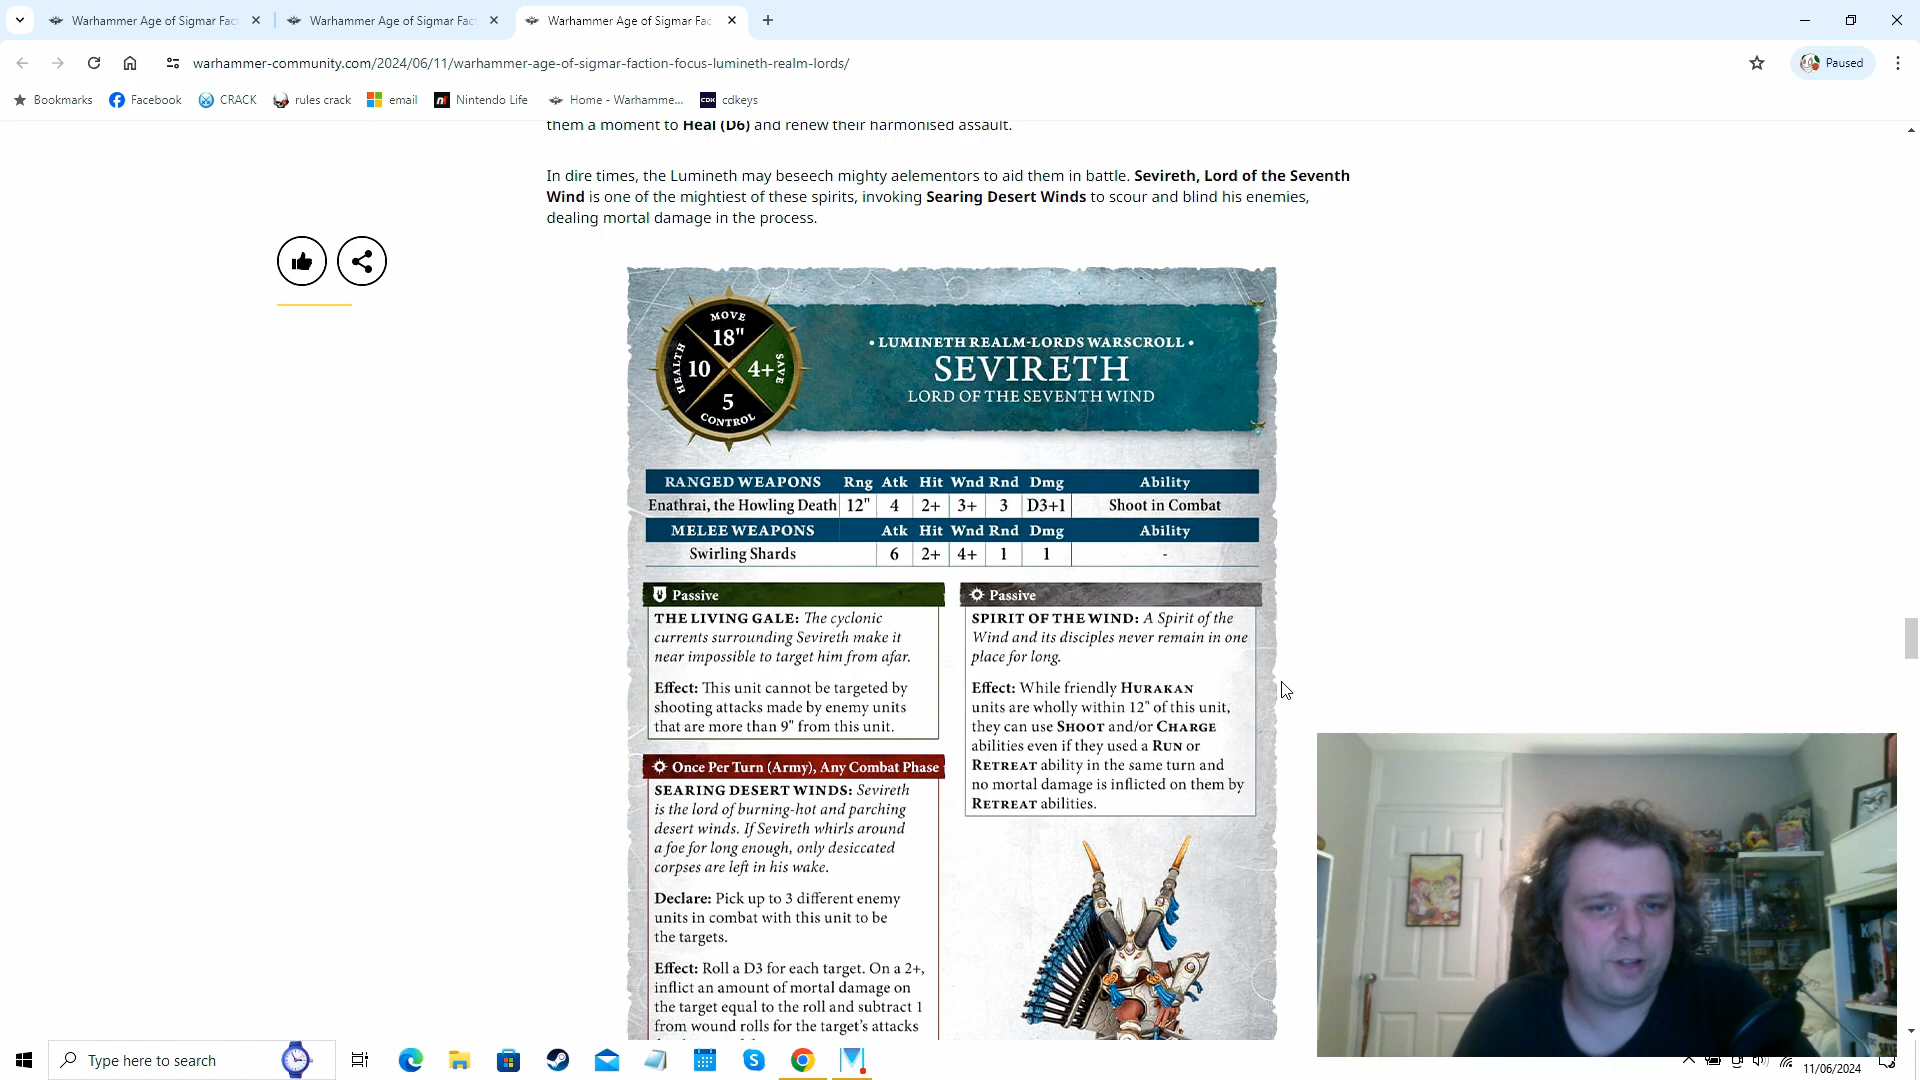 Warhammer Age of Sigmar Fac
Warhammer Age of Sigmar Fac
Warhammer Age of Sigmar Fac
warhammer-community.com/2024/06/11/warhammer-age-of-sigmar-faction-focus-lumineth-realm-lords/
Paused
Bookmarks
Facebook
CRACK
rules crack
email
Nintendo Life
Home - Warhamme...
cdkeys
them a moment to Heal (D6) and renew their harmonised assault.
In dire times, the Lumineth may beseech mighty aelementors to aid them in battle. Sevireth, Lord of the Seventh
Wind is one of the mightiest of these spirits, invoking Searing Desert Winds to scour and blind his enemies,
dealing mortal damage in the process.
MOVE
18"
HEALTH
10
4+
SAVE
5
CONTROL
• LUMINETH REALM-LORDS WARSCROLL •
SEVIRETH
LORD OF THE SEVENTH WIND
RANGED WEAPONS Rng Atk Hit Wnd Rnd Dmg Ability
Enathrai, the Howling Death 12" 4 2+ 3+ 3 D3+1 Shoot in Combat
MELEE WEAPONS Atk Hit Wnd Rnd Dmg Ability
Swirling Shards 6 2+ 4+ 1 1 -
Passive
THE LIVING GALE: The cyclonic
currents surrounding Sevireth make it
near impossible to target him from afar.
Effect: This unit cannot be targeted by
shooting attacks made by enemy units
that are more than 9" from this unit.
Once Per Turn (Army), Any Combat Phase
SEARING DESERT WINDS: Sevireth
is the lord of burning-hot and parching
desert winds. If Sevireth whirls around
a foe for long enough, only desiccated
corpses are left in his wake.
Declare: Pick up to 3 different enemy
units in combat with this unit to be
the targets.
Effect: Roll a D3 for each target. On a 2+,
inflict an amount of mortal damage on
the target equal to the roll and subtract 1
from wound rolls for the target's attacks
Passive
SPIRIT OF THE WIND: A Spirit of the
Wind and its disciples never remain in one
place for long.
Effect: While friendly HURAKAN
units are wholly within 12" of this unit,
they can use SHOOT and/or CHARGE
abilities even if they used a RUN or
RETREAT ability in the same turn and
no mortal damage is inflicted on them by
RETREAT abilities.
Type here to search
11/06/2024